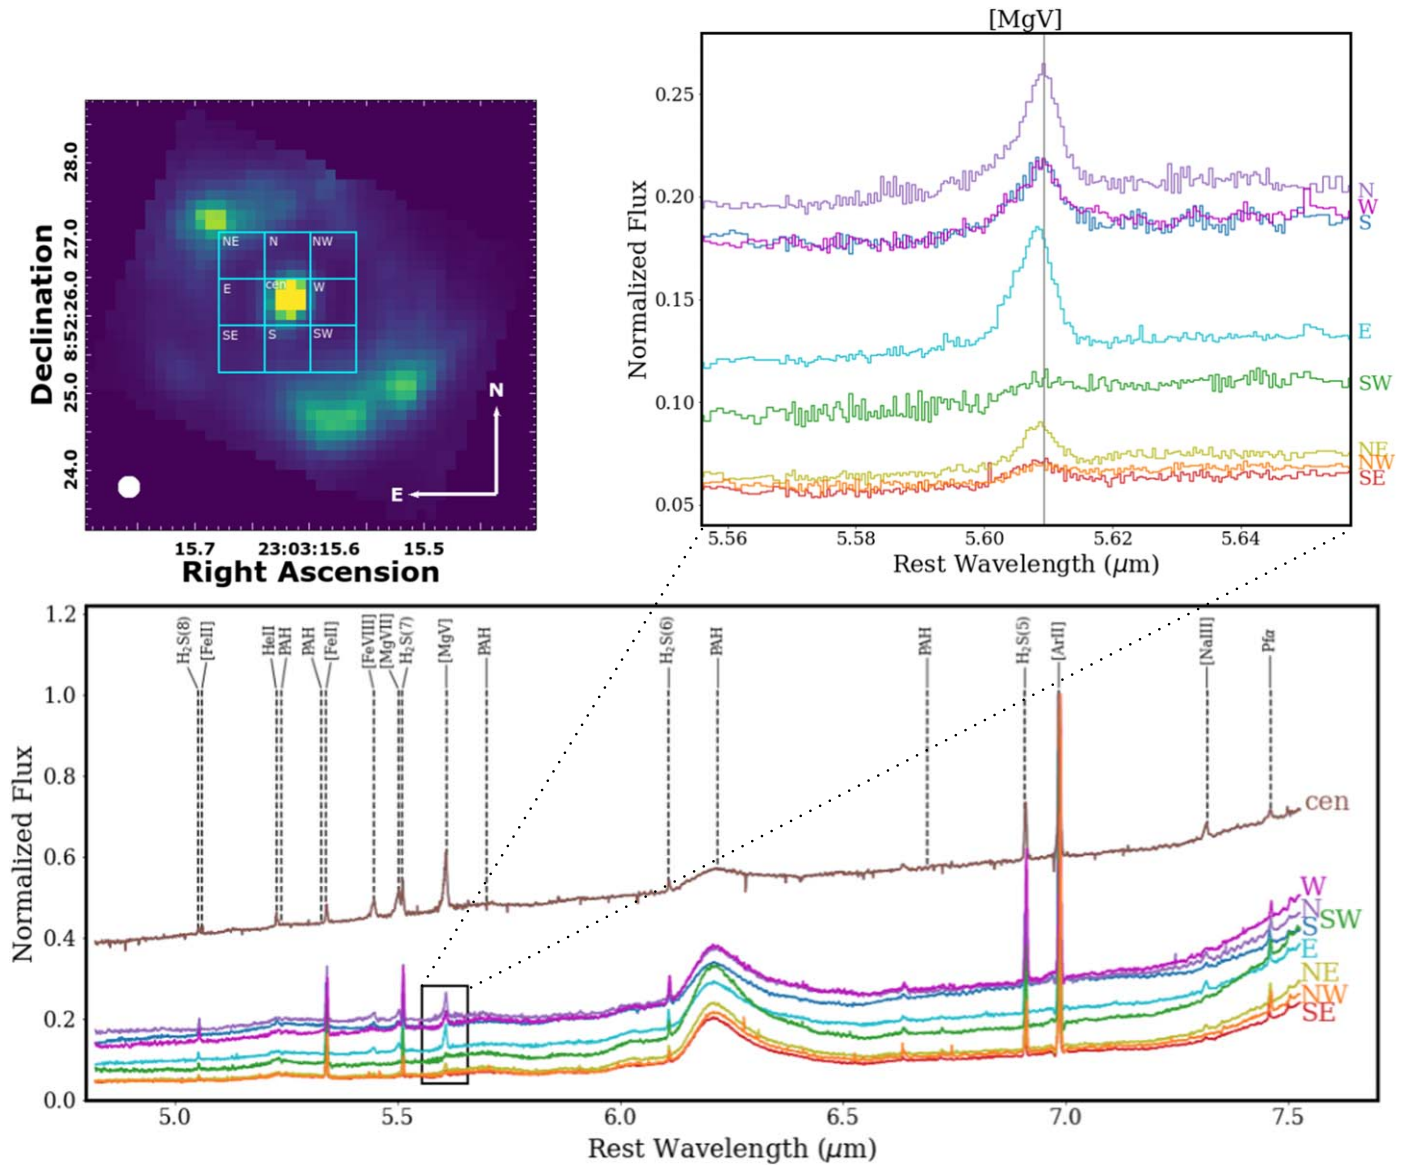 [MgV]
Declination
28.0
27.0
8:52:26.0
25.0
24.0
NE N NW
E cen W
SE S SW
N
E
15.7 23:03:15.6 15.5
Right Ascension
Normalized Flux
0.25
0.20
0.15
0.10
0.05
N
W
S
E
SW
NE
NW
SE
5.56 5.58 5.60 5.62 5.64
Rest Wavelength (μm)
Normalized Flux
1.2
1.0
0.8
0.6
0.4
0.2
0.0
H₂S(8)
[FeII]
HeII
PAH
PAH
[FeII]
[FeVIII]
[MgVII]
H₂S(7)
[MgV]
PAH
H₂S(6)
PAH
PAH
H₂S(5)
[ArII]
[NaIII]
Pfα
cen
W
N
S SW
E
NE
NW
SE
5.0 5.5 6.0 6.5 7.0 7.5
Rest Wavelength (μm)